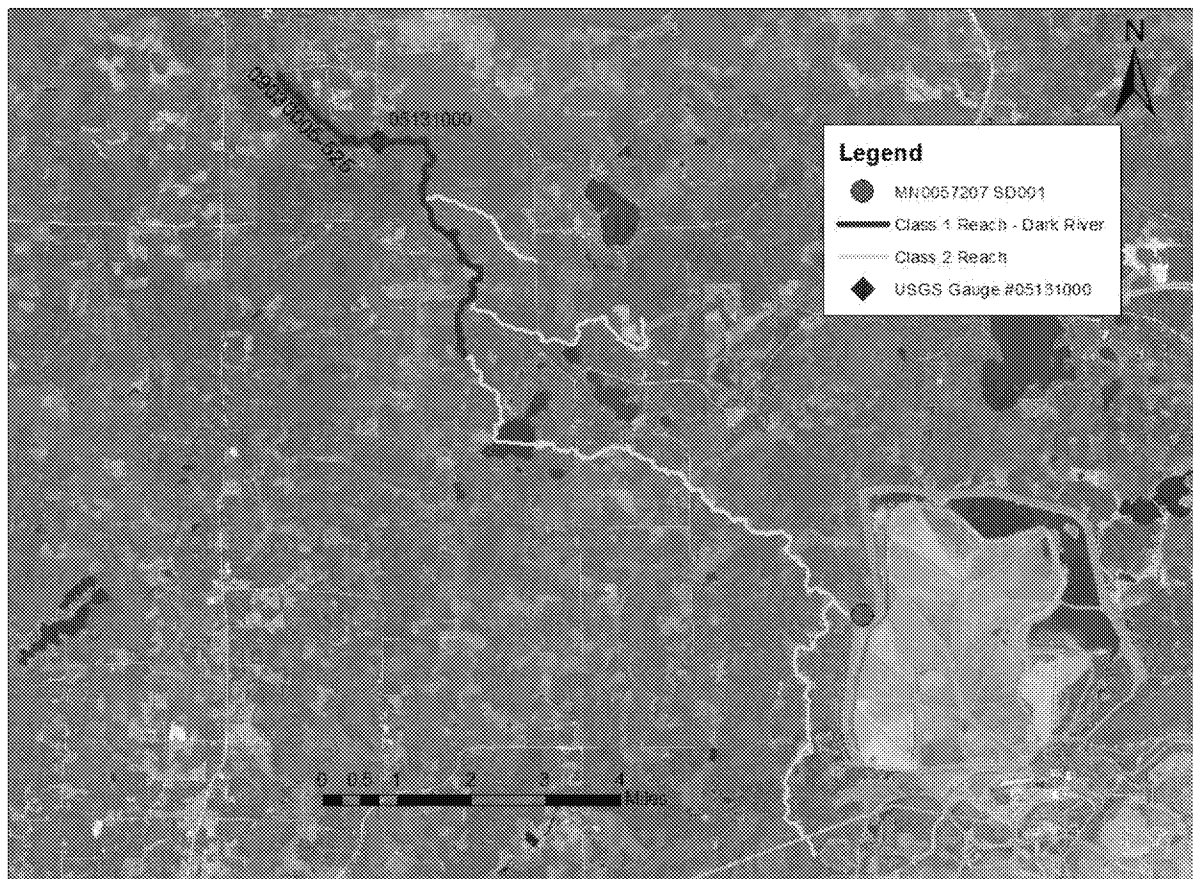 N
05131000
Legend
MN0057207 SD001
Class 1 Reach - Dark River
Class 2 Reach
USGS Gauge #05131000
0 0.5 1 2 3 4
Miles